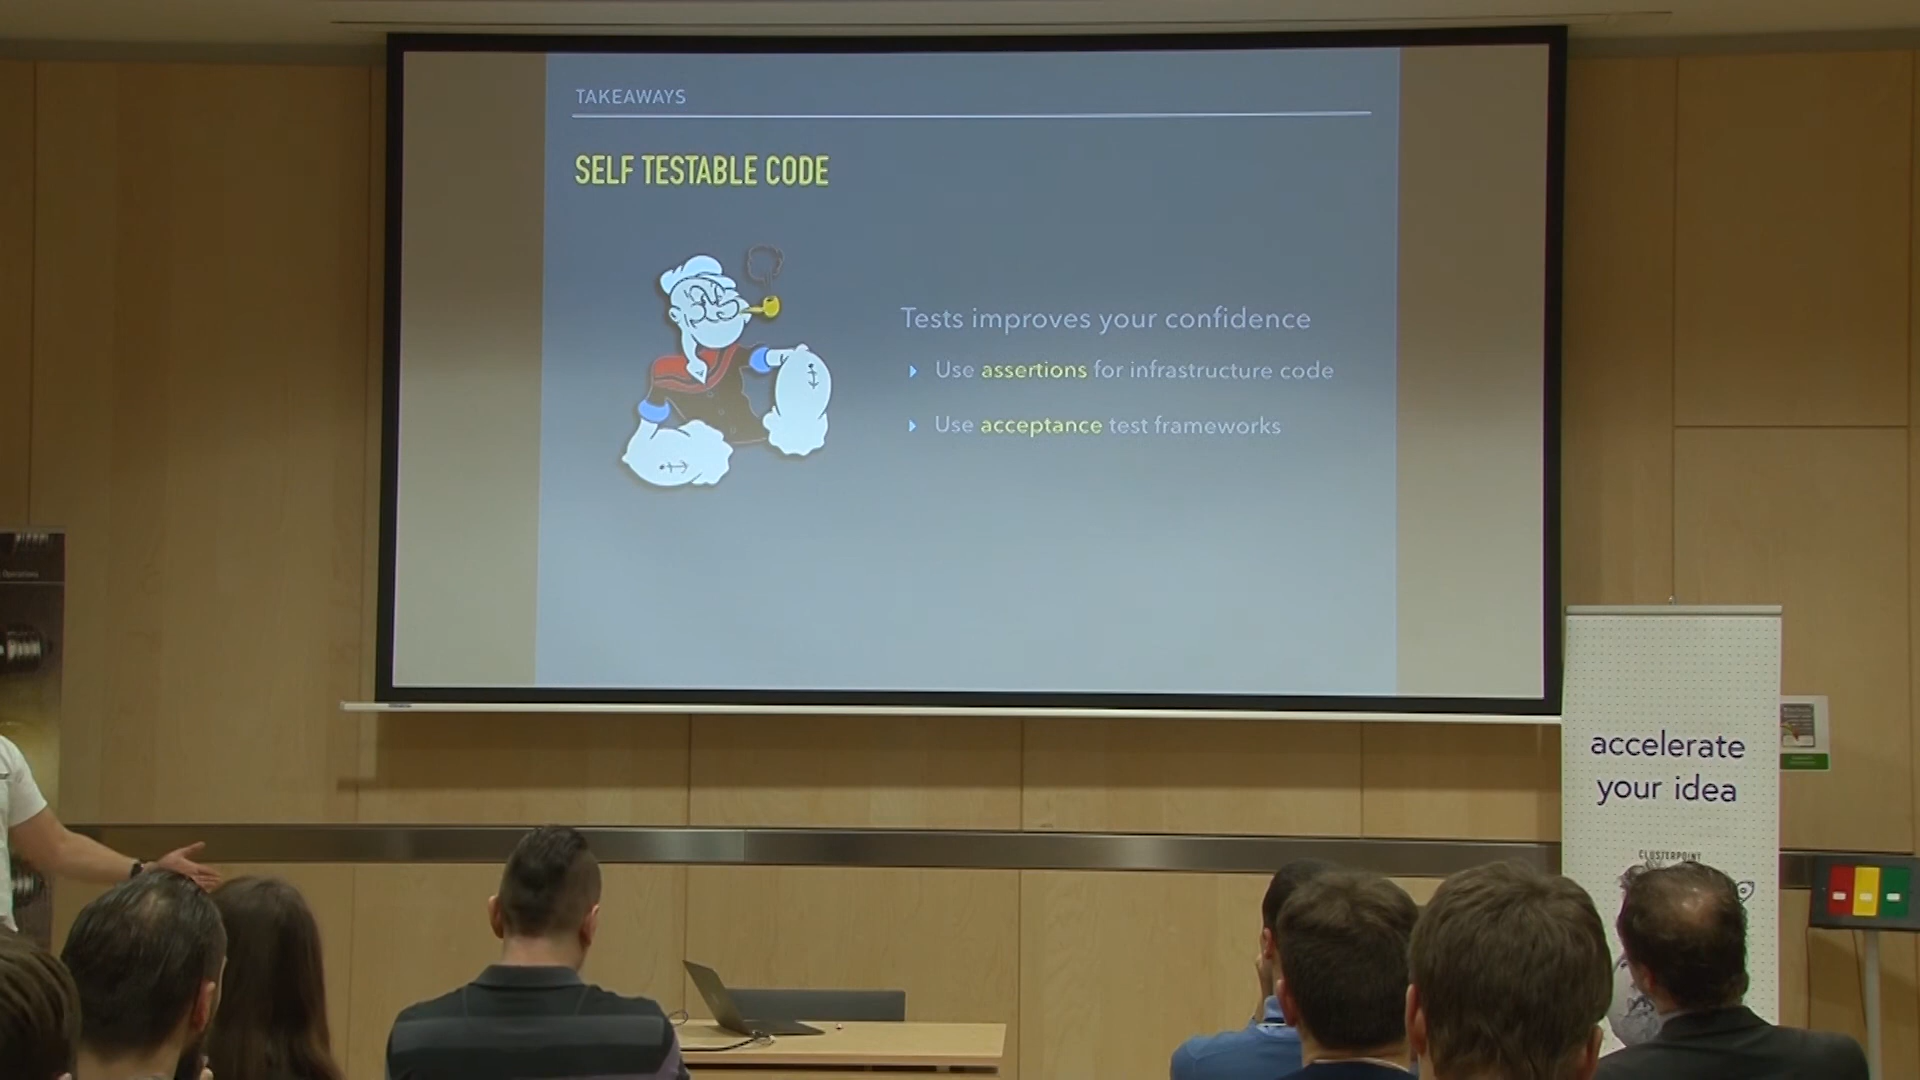 TAKEAWAYS
SELF TESTABLE CODE
Tests improves your confidence
Use assertions for infrastructure code
Use acceptance test frameworks
Operations
accelerate
your idea
CLUSTERPOINT